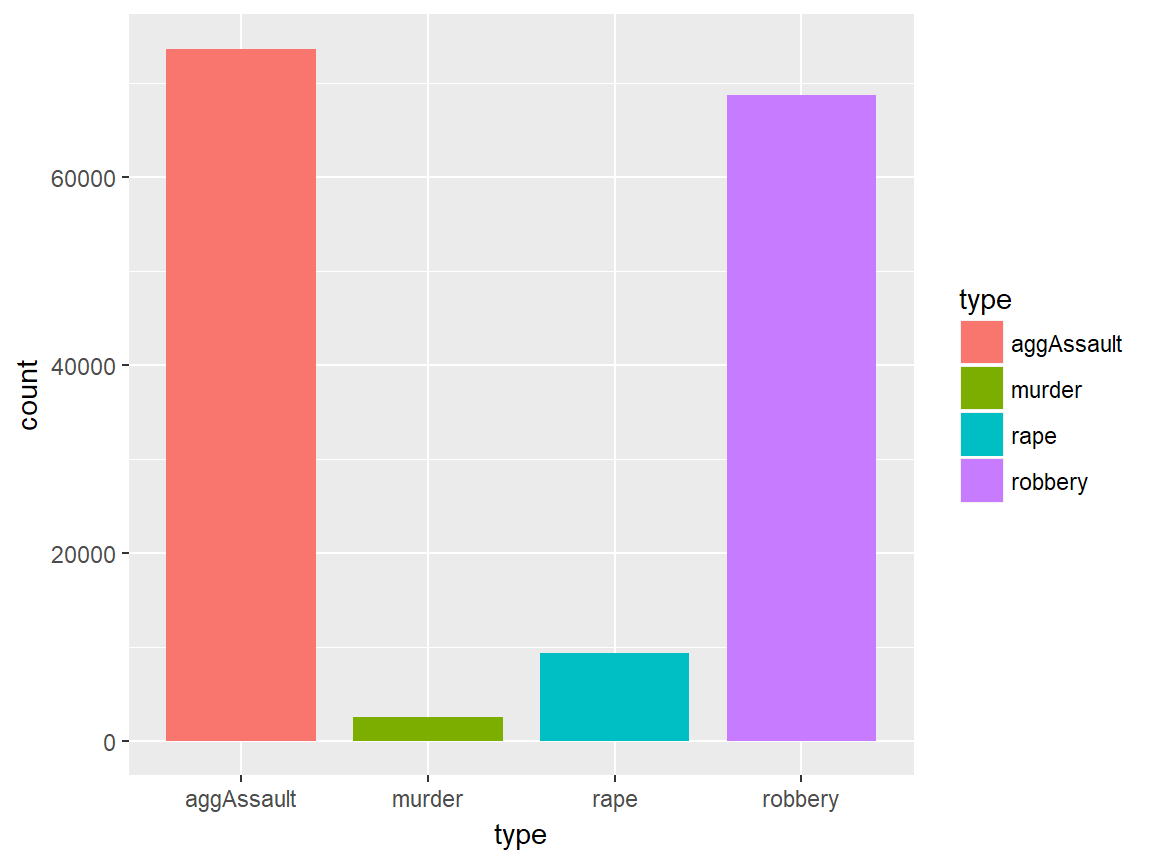 count
60000
40000
20000
0
aggAssault murder rape robbery
type
type
aggAssault
murder
rape
robbery